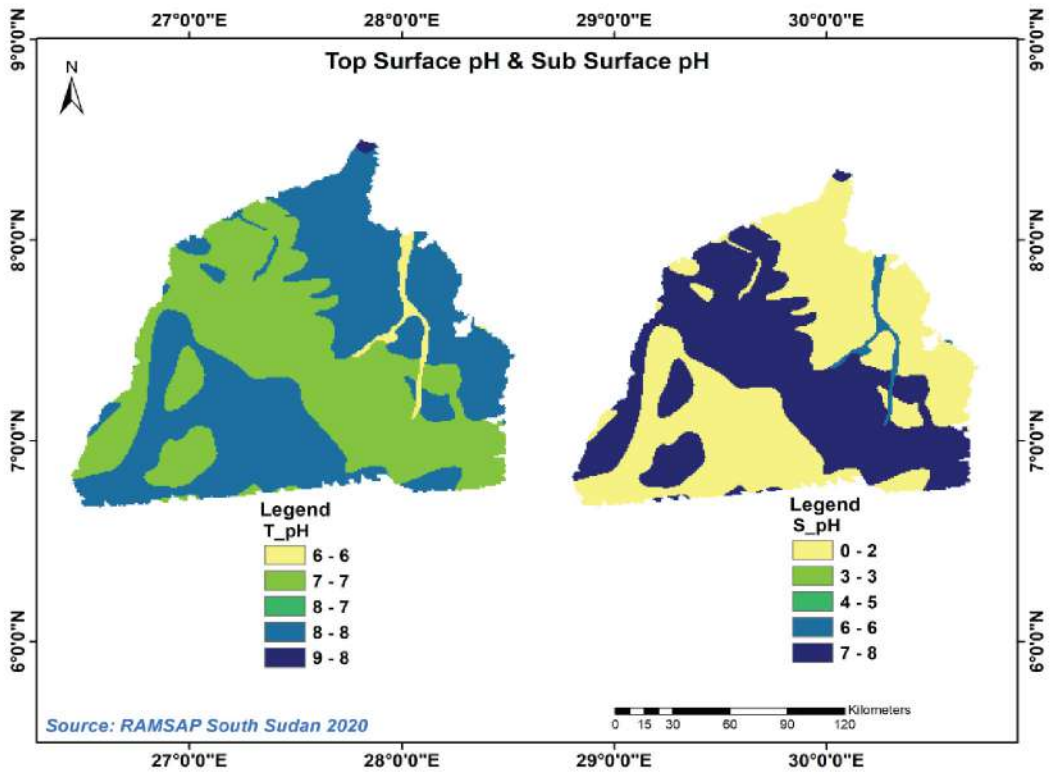 27°0'0"E 28°0'0"E 29°0'0"E 30°0'0"E
9°0'0"N 9°0'0"N
Top Surface pH & Sub Surface pH
N
8°0'0"N 8°0'0"N
7°0'0"N 7°0'0"N
Legend
T_pH
6 - 6
7 - 7
8 - 7
8 - 8
9 - 8
Legend
S_pH
0 - 2
3 - 3
4 - 5
6 - 6
7 - 8
6°0'0"N 6°0'0"N
Source: RAMSAP South Sudan 2020
Kilometers
0 7 15 30 60 90 120
27°0'0"E 28°0'0"E 29°0'0"E 30°0'0"E